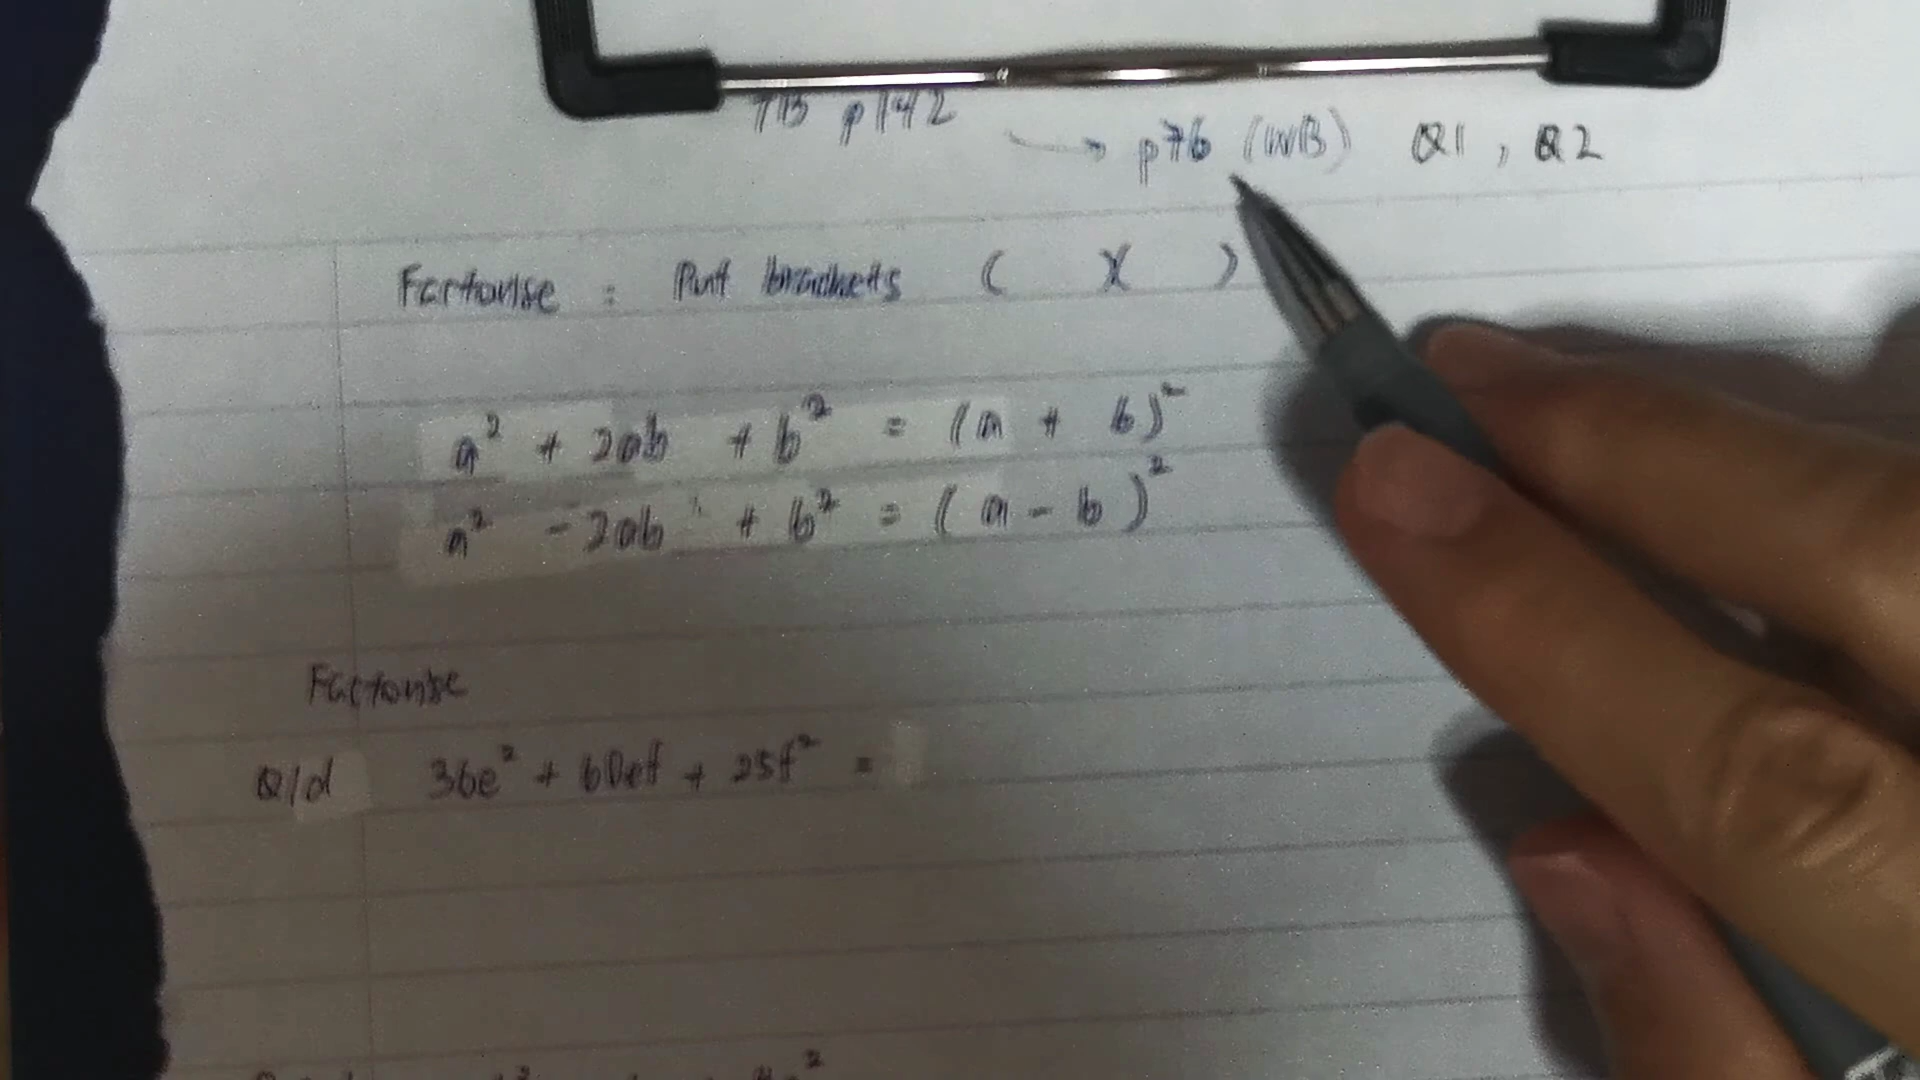 TB p142
→ p76 (WB) Q1, Q2
Factorise : Put brackets ( )( )
a² + 2ab + b² = (a + b)²
a² - 2ab + b² = (a - b)²
Factorise
Q1d 36e² + 60ef + 25f² =